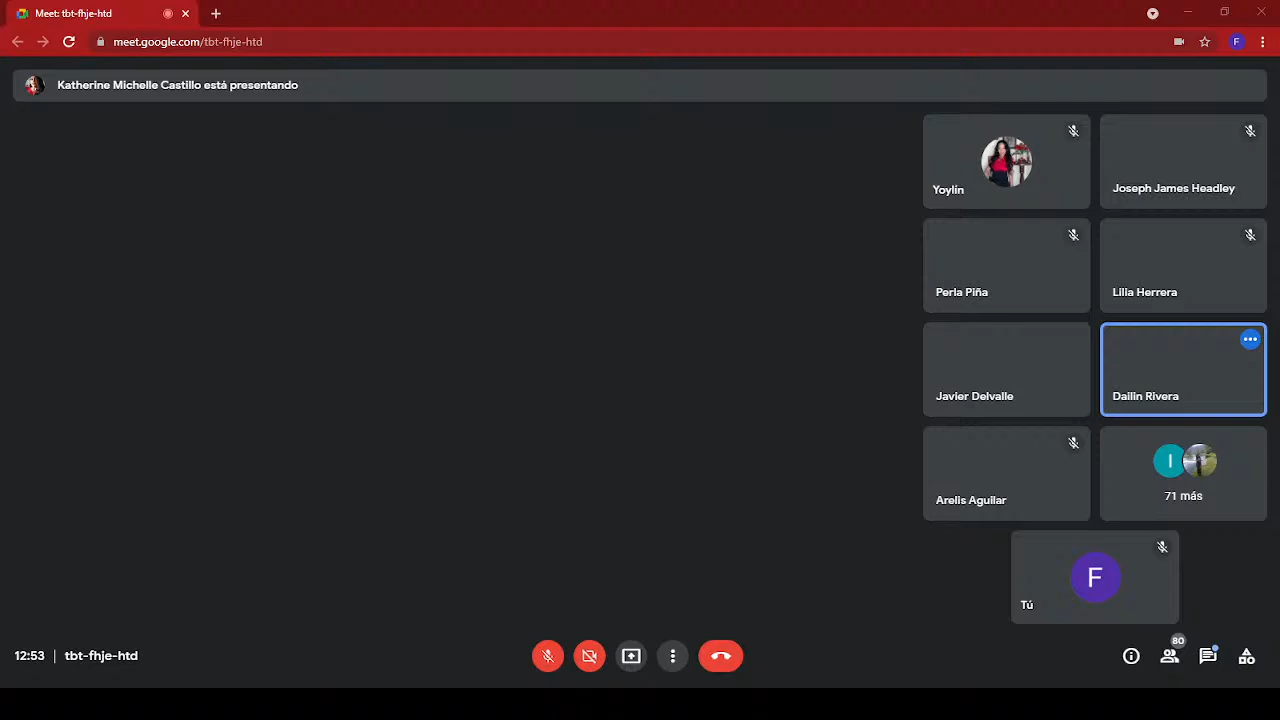 Meet: tbt-fhje-htd
meet.google.com/tbt-fhje-htd
F
Katherine Michelle Castillo está presentando
Yoylin
Joseph James Headley
Perla Piña
Lilia Herrera
Javier Delvalle
Dailin Rivera
Arelis Aguilar
I
71 más
F
Tú
12:53 | tbt-fhje-htd
80